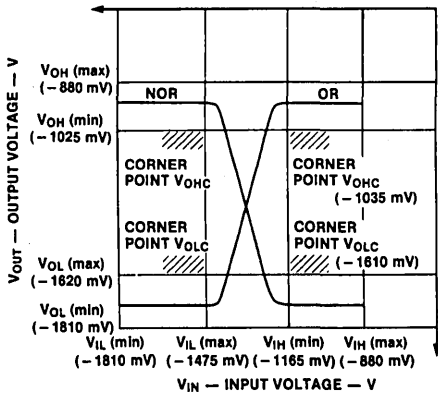 VOH (max)
(−880 mV)
NOR
OR
VOH (min)
(−1025 mV)
CORNER
POINT VOHC
CORNER
POINT VOHC
(−1035 mV)
CORNER
POINT VOLC
CORNER
POINT VOLC
(−1610 mV)
VOL (max)
(−1620 mV)
VOL (min)
(−1810 mV)
VIL (min)
(−1810 mV)
VIL (max)
(−1475 mV)
VIH (min)
(−1165 mV)
VIH (max)
(−880 mV)
VOUT — OUTPUT VOLTAGE — V
VIN — INPUT VOLTAGE — V